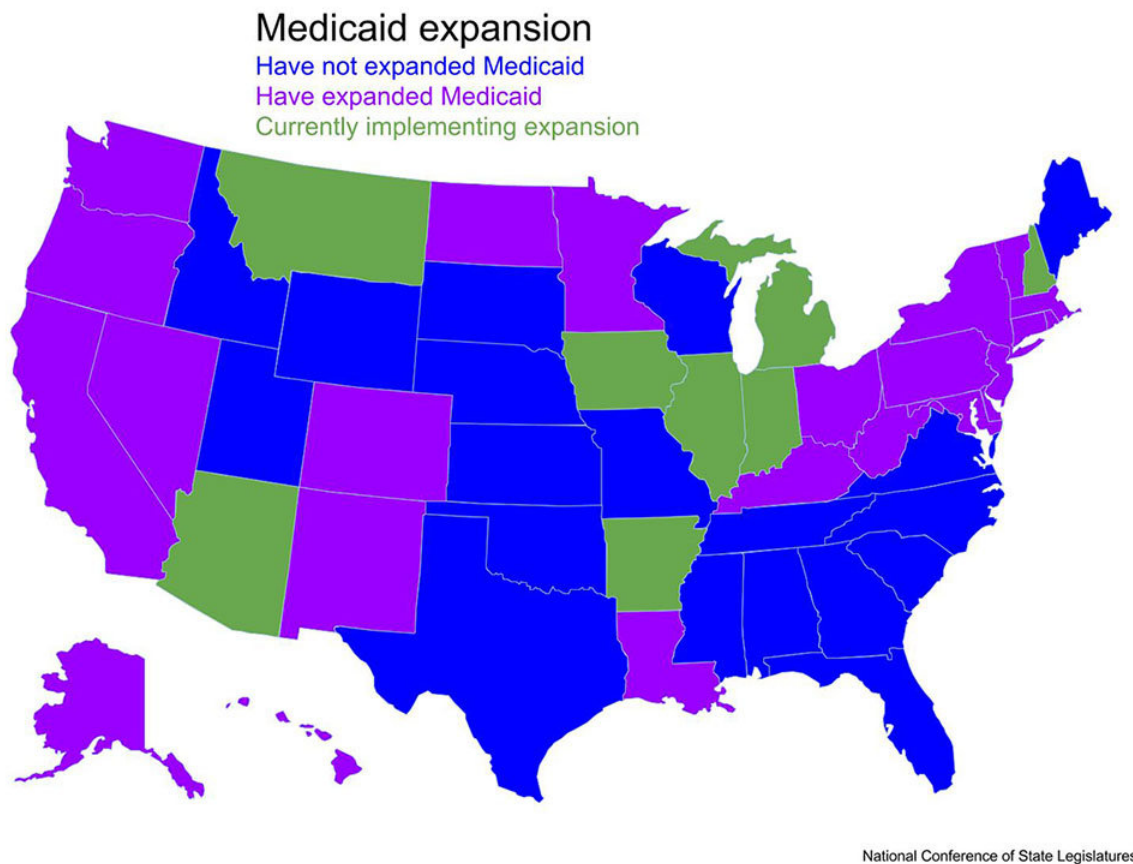 Medicaid expansion
Have not expanded Medicaid
Have expanded Medicaid
Currently implementing expansion
National Conference of State Legislatures